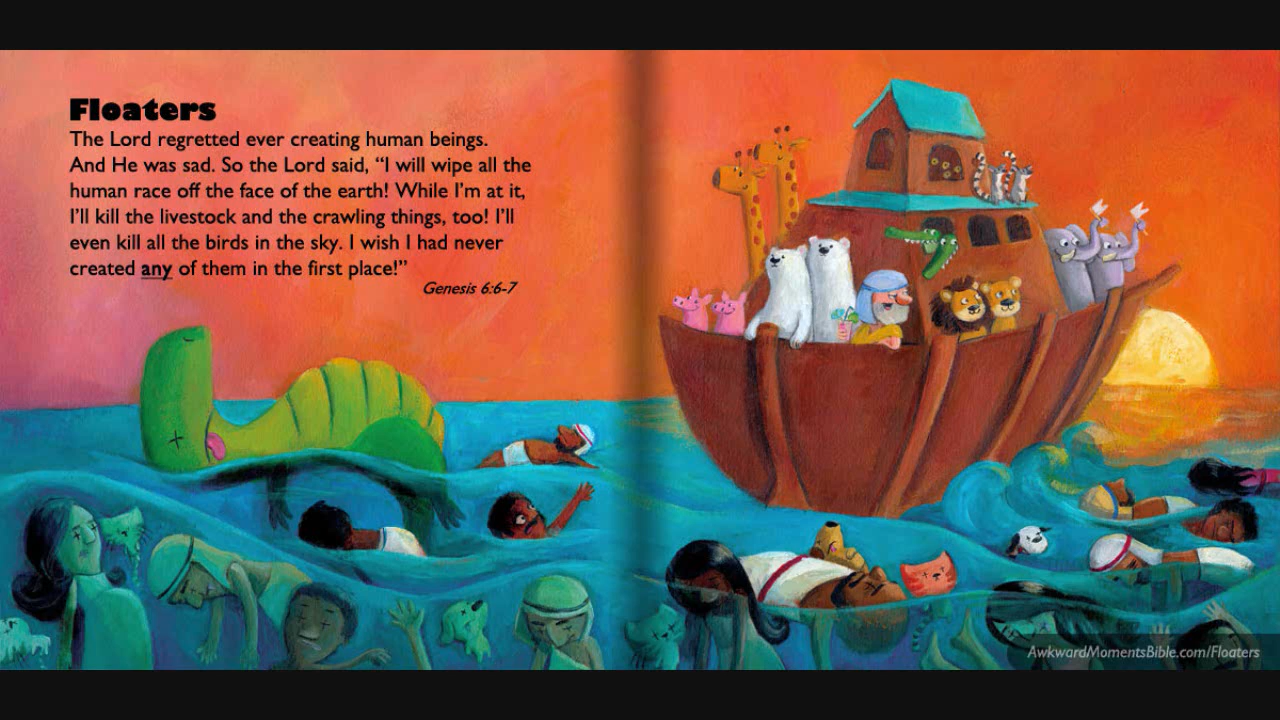 Floaters
The Lord regretted ever creating human beings.
And He was sad. So the Lord said, “I will wipe all the
human race off the face of the earth! While I’m at it,
I’ll kill the livestock and the crawling things, too! I’ll
even kill all the birds in the sky. I wish I had never
created any of them in the first place!”
Genesis 6:6-7
AwkwardMomentsBible.com/Floaters